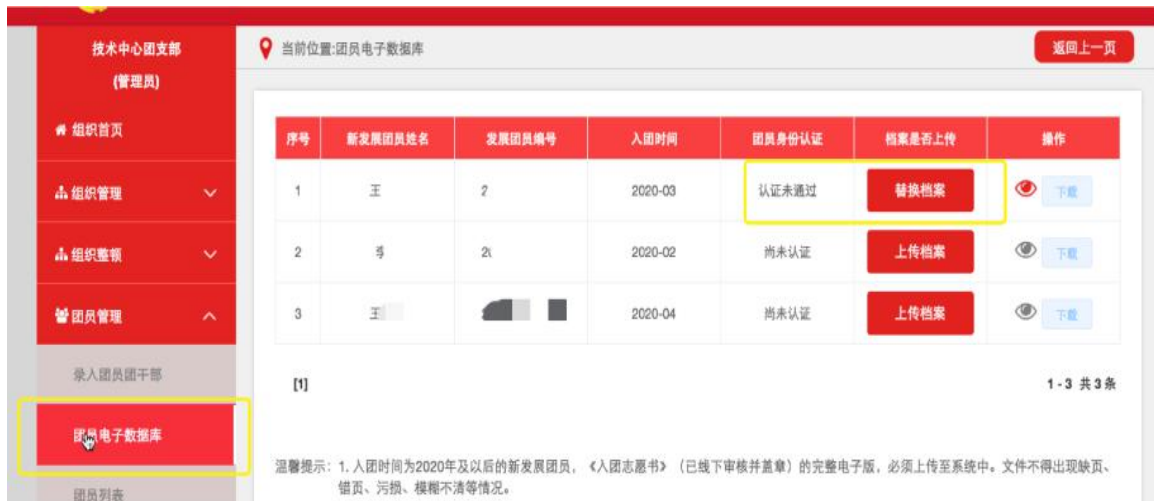 技术中心团支部
(管理员)
当前位置:团员电子数据库
返回上一页
组织首页
组织管理
组织整顿
团员管理
录入团员团干部
团员电子数据库
团员列表
序号 新发展团员姓名 发展团员编号 入团时间 团员身份认证 档案是否上传 操作
1 王 2 2020-03 认证未通过 替换档案 下载
2 2020-02 尚未认证 上传档案 下载
3 王 2020-04 尚未认证 上传档案 下载
[1] 1-3 共3条
温馨提示：1. 入团时间为2020年及以后的新发展团员，《入团志愿书》（已线下审核并盖章）的完整电子版，必须上传至系统中。文件不得出现缺页、
错页、污损、模糊不清等情况。